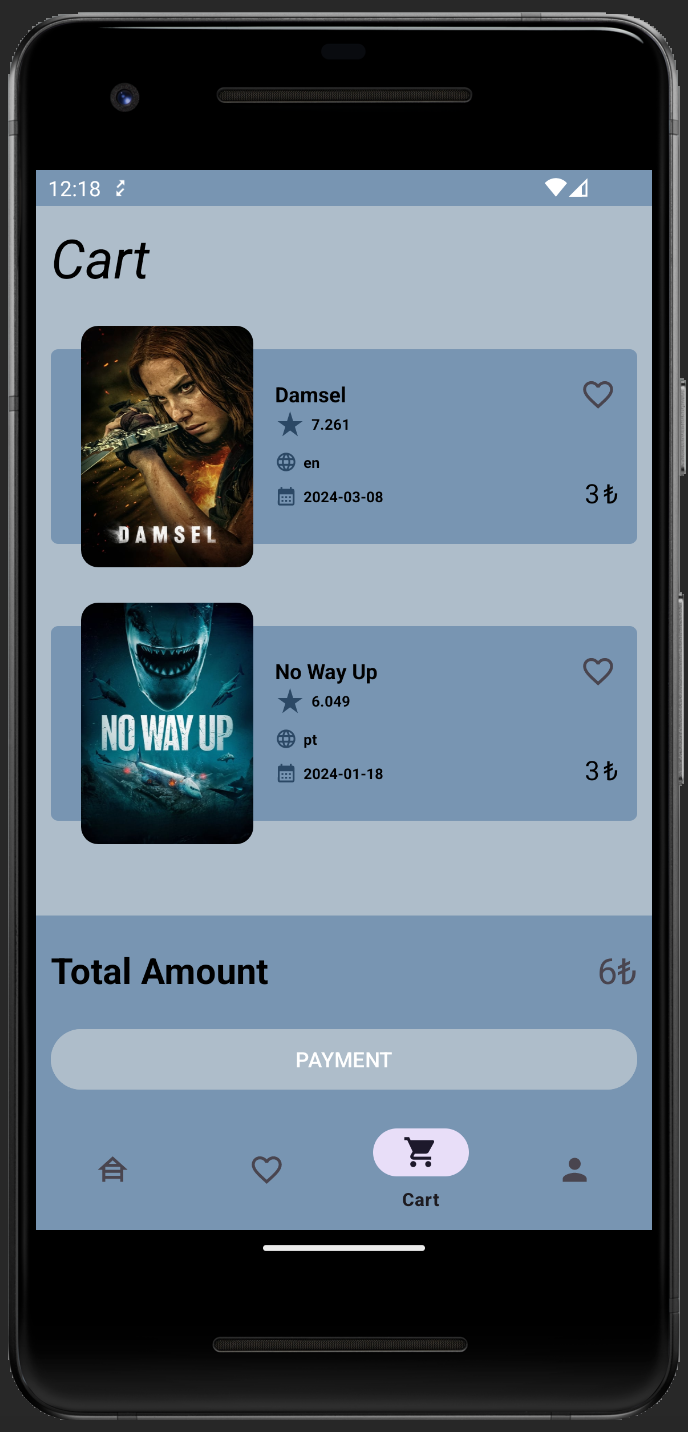 12:18
Cart
DAMSEL
Damsel
7.261
en
2024-03-08
3₺
NO WAY UP
No Way Up
6.049
pt
2024-01-18
3₺
Total Amount
6₺
PAYMENT
Cart